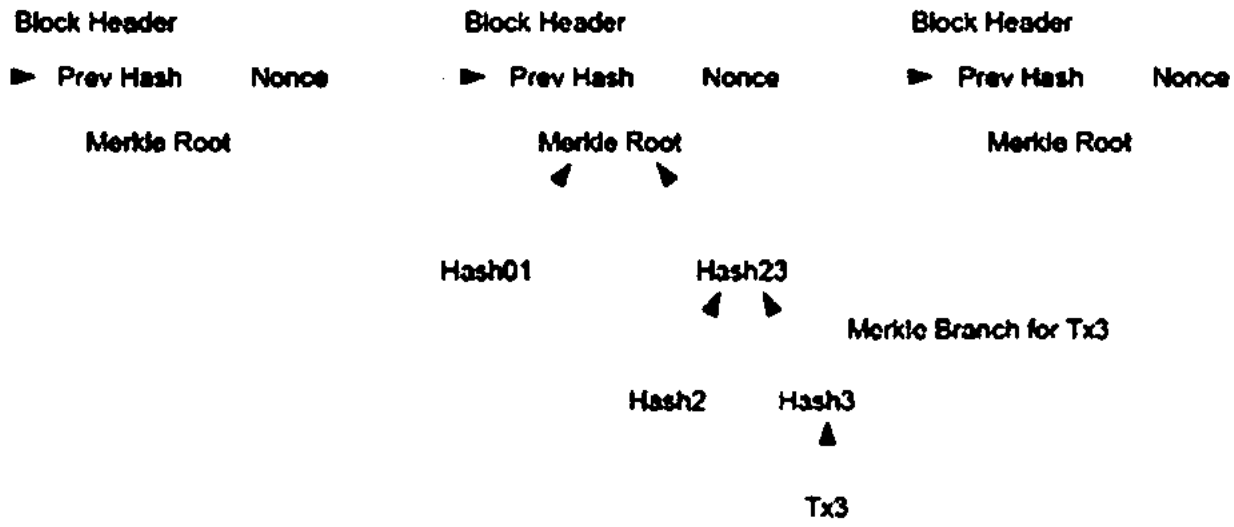 Block Header Block Header Block Header
Prev Hash Nonce Prev Hash Nonce Prev Hash Nonce
Merkle Root Merkle Root Merkle Root
Hash01 Hash23
Merkle Branch for Tx3
Hash2 Hash3
Tx3